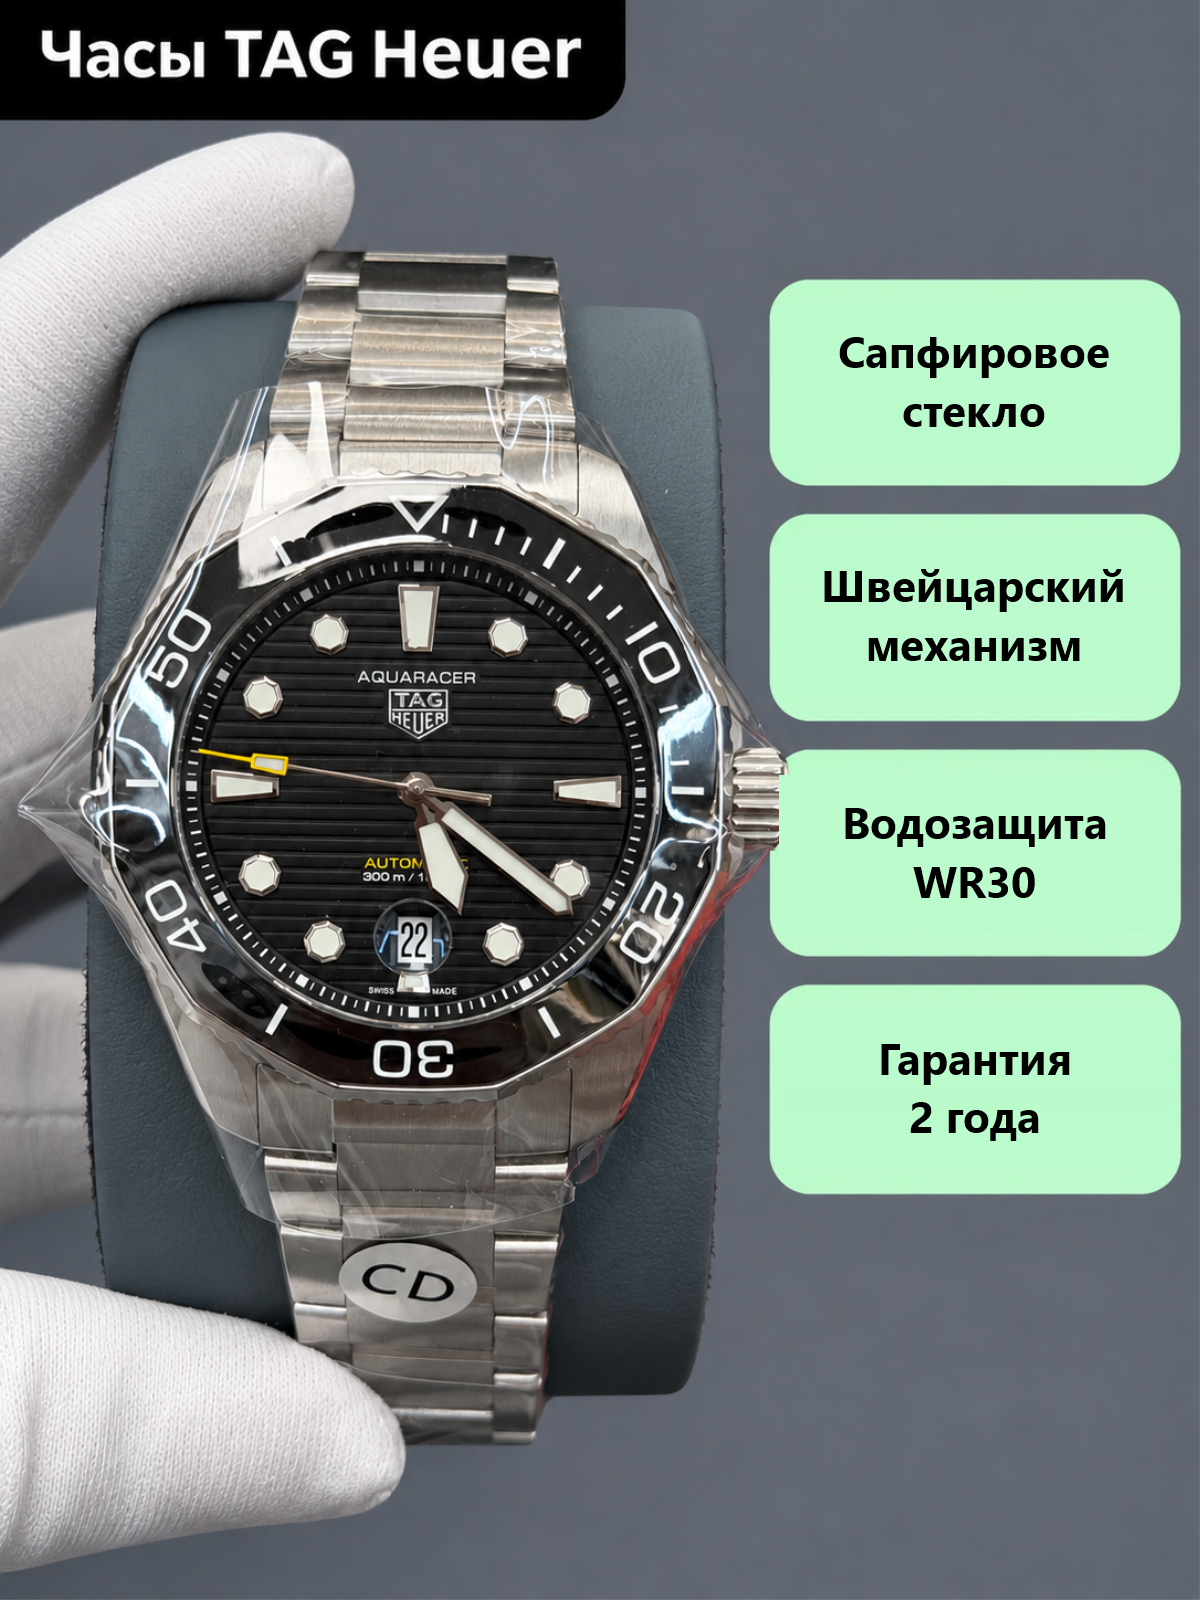 Часы TAG Heuer
Сапфировое
стекло
Швейцарский
механизм
Водозащита
WR30
Гарантия
2 года
10
20
30
40
50
AQUARACER
TAG
HEUER
300 m
22
SWISS MADE
CD